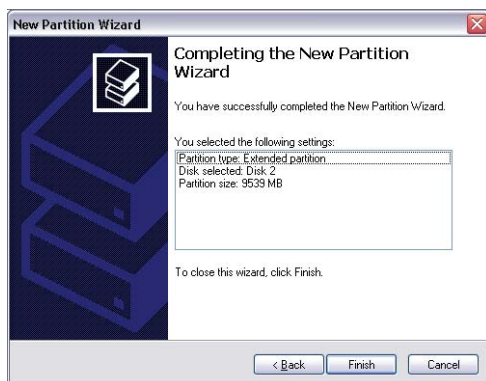 New Partition Wizard
Completing the New Partition
Wizard
You have successfully completed the New Partition Wizard.
You selected the following settings:
Partition type: Extended partition
Disk selected: Disk 2
Partition size: 9539 MB
To close this wizard, click Finish.
< Back Finish Cancel